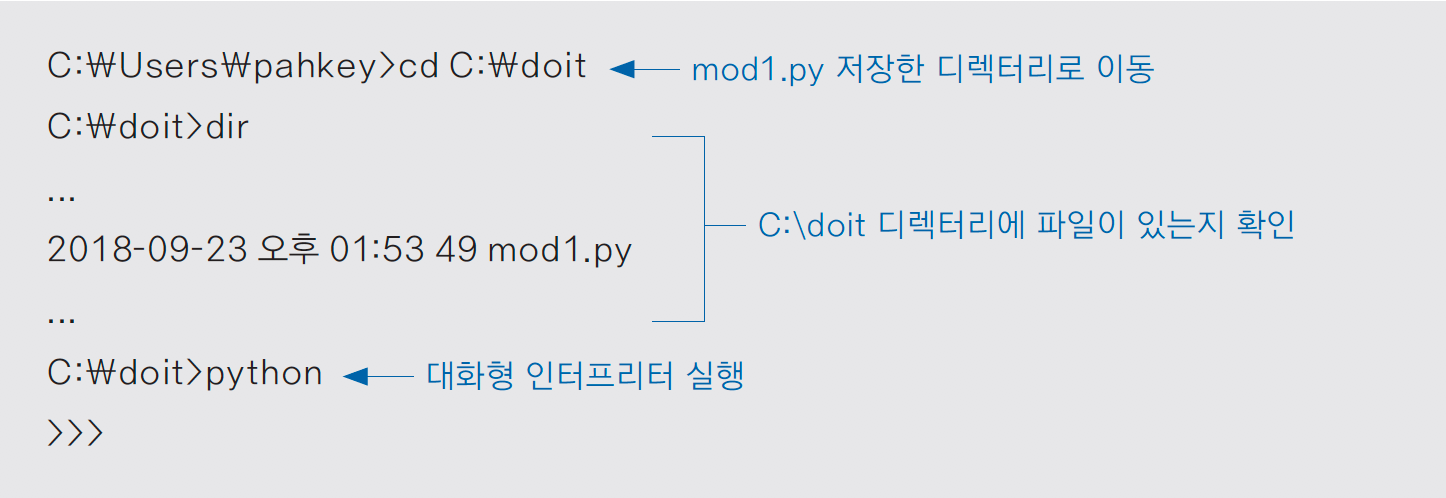 C:₩Users₩pahkey>cd C:₩doit mod1.py 저장한 디렉터리로 이동
C:₩doit>dir
...
C:\doit 디렉터리에 파일이 있는지 확인
2018-09-23 오후 01:53 49 mod1.py
...
C:₩doit>python 대화형 인터프리터 실행
>>>